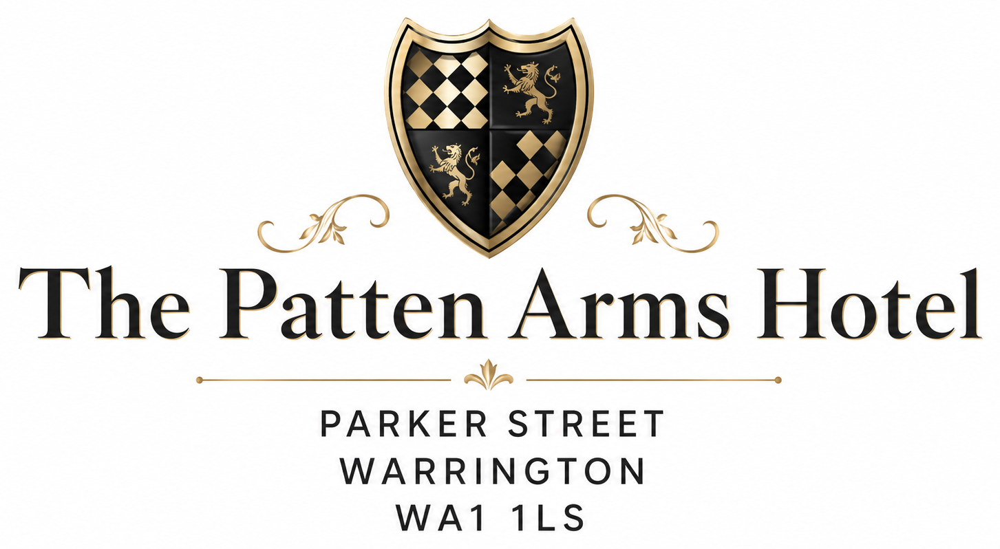 The Patten Arms Hotel
PARKER STREET
WARRINGTON
WA1 1LS